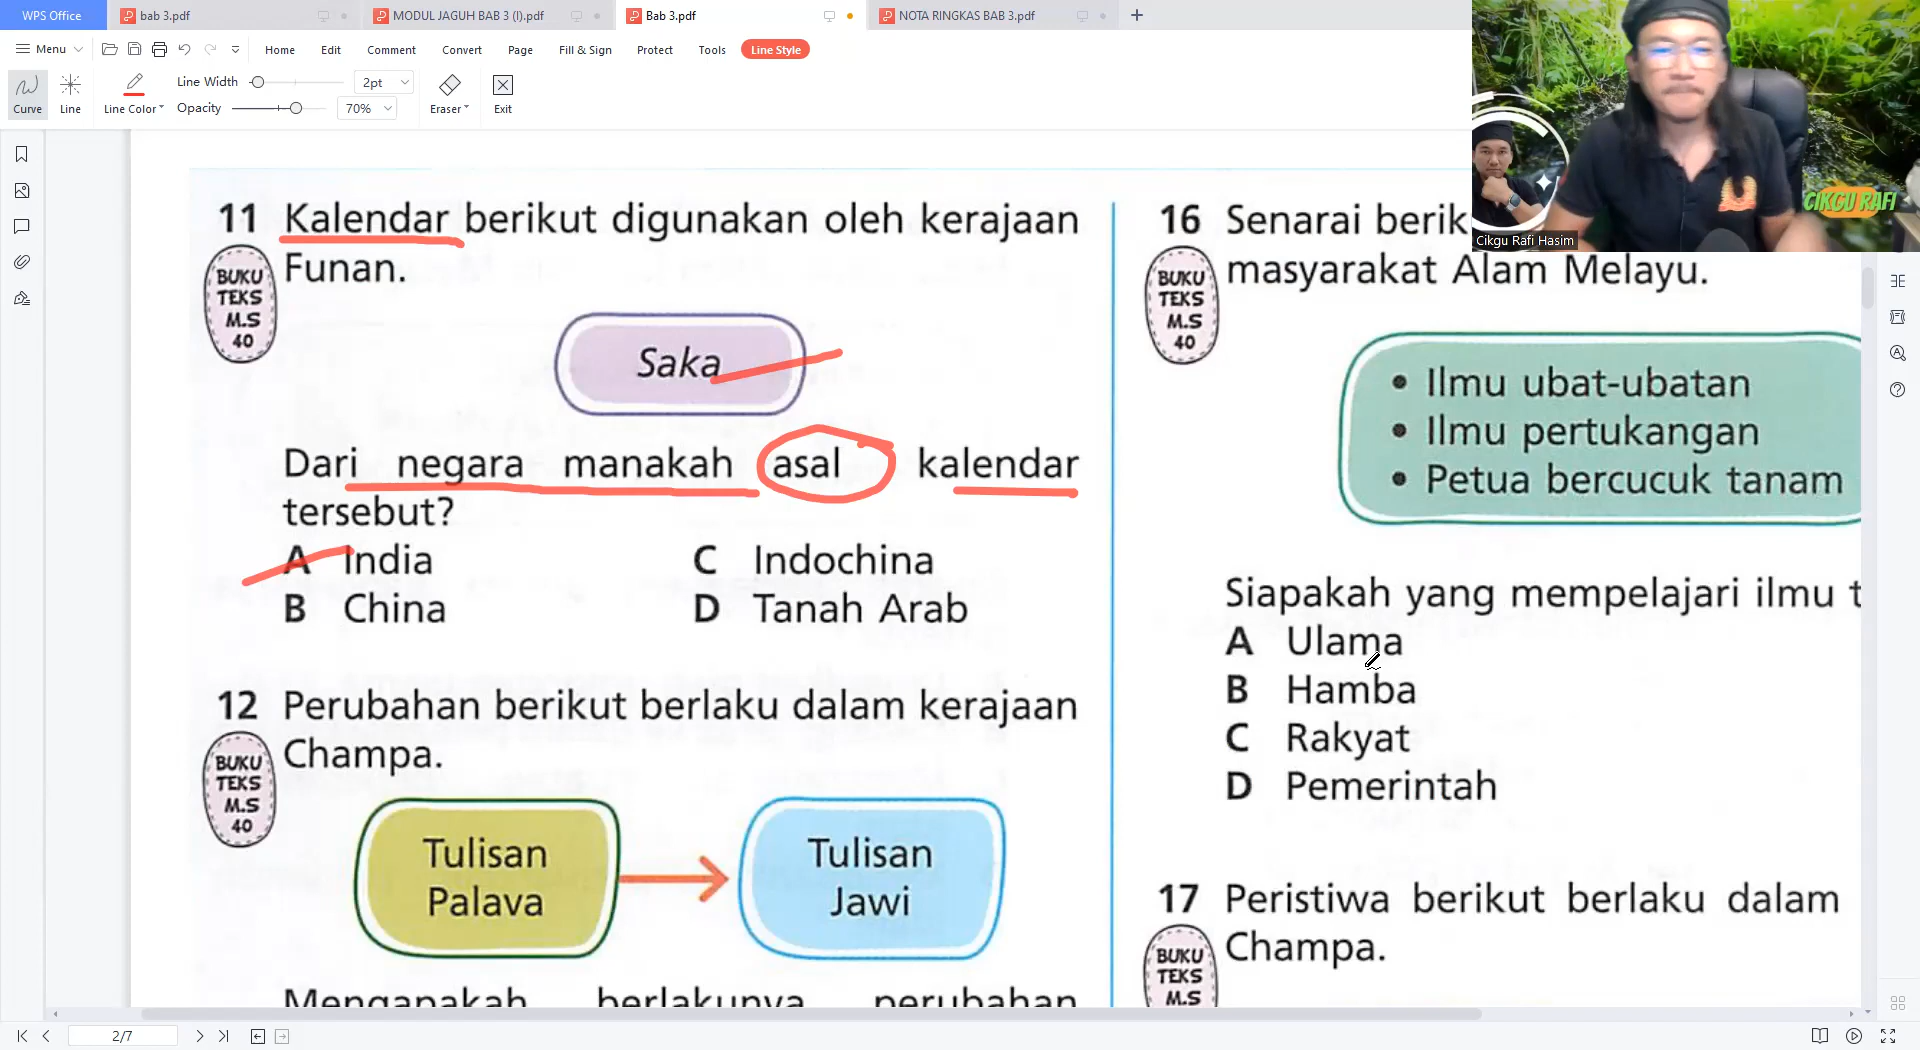 WPS Office
bab 3.pdf
MODUL JAGUH BAB 3 (I).pdf
Bab 3.pdf
NOTA RINGKAS BAB 3.pdf
Menu
Home
Edit
Comment
Convert
Page
Fill & Sign
Protect
Tools
Line Style
Curve
Line
Line Color
Line Width
2pt
Opacity
70%
Eraser
Exit
CIKGU RAFI
Cikgu Rafi Hasim
11 Kalendar berikut digunakan oleh kerajaan
Funan.
BUKU
TEKS
M.S
40
Saka
Dari negara manakah asal kalendar
tersebut?
A India
C Indochina
B China
D Tanah Arab
12 Perubahan berikut berlaku dalam kerajaan
Champa.
BUKU
TEKS
M.S
40
Tulisan
Palava
Tulisan
Jawi
Mengapakah berlakunya perubahan
16 Senarai berik
masyarakat Alam Melayu.
BUKU
TEKS
M.S
40
• Ilmu ubat-ubatan
• Ilmu pertukangan
• Petua bercucuk tanam
Siapakah yang mempelajari ilmu t
A Ulama
B Hamba
C Rakyat
D Pemerintah
17 Peristiwa berikut berlaku dalam
Champa.
BUKU
TEKS
M.S
2/7